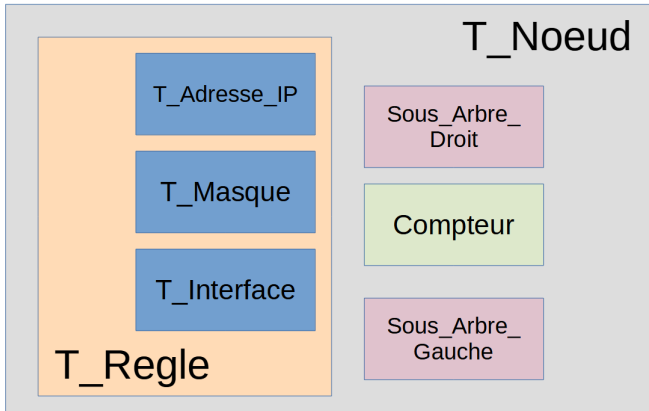 T_Noeud
T_Adresse_IP
T_Masque
T_Interface
T_Regle
Sous_Arbre_
Droit
Compteur
Sous_Arbre_
Gauche